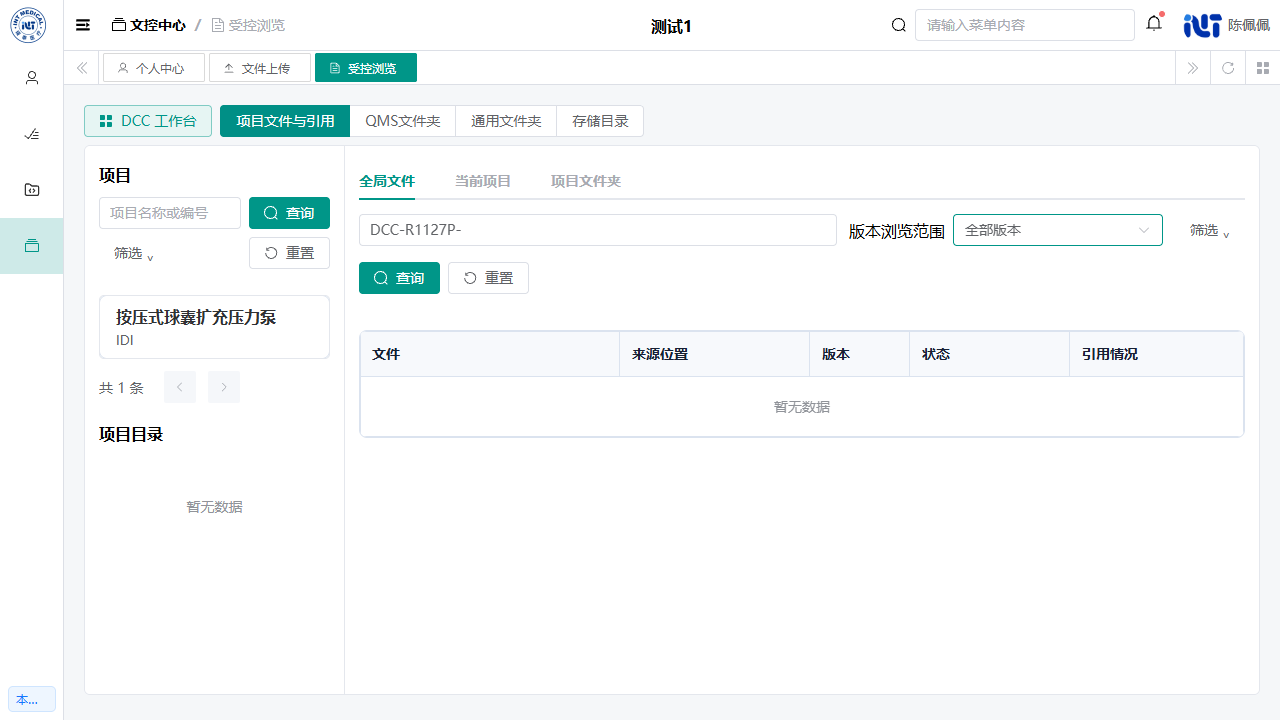 INT MEDICAL
文控中心 / 受控浏览
测试1
请输入菜单内容
陈佩佩
个人中心
文件上传
受控浏览
DCC 工作台
项目文件与引用
QMS文件夹
通用文件夹
存储目录
项目
项目名称或编号
查询
筛选
重置
按压式球囊扩充压力泵
IDI
共 1 条
项目目录
暂无数据
全局文件
当前项目
项目文件夹
DCC-R1127P-
版本浏览范围
全部版本
筛选
查询
重置
文件
来源位置
版本
状态
引用情况
暂无数据
本...